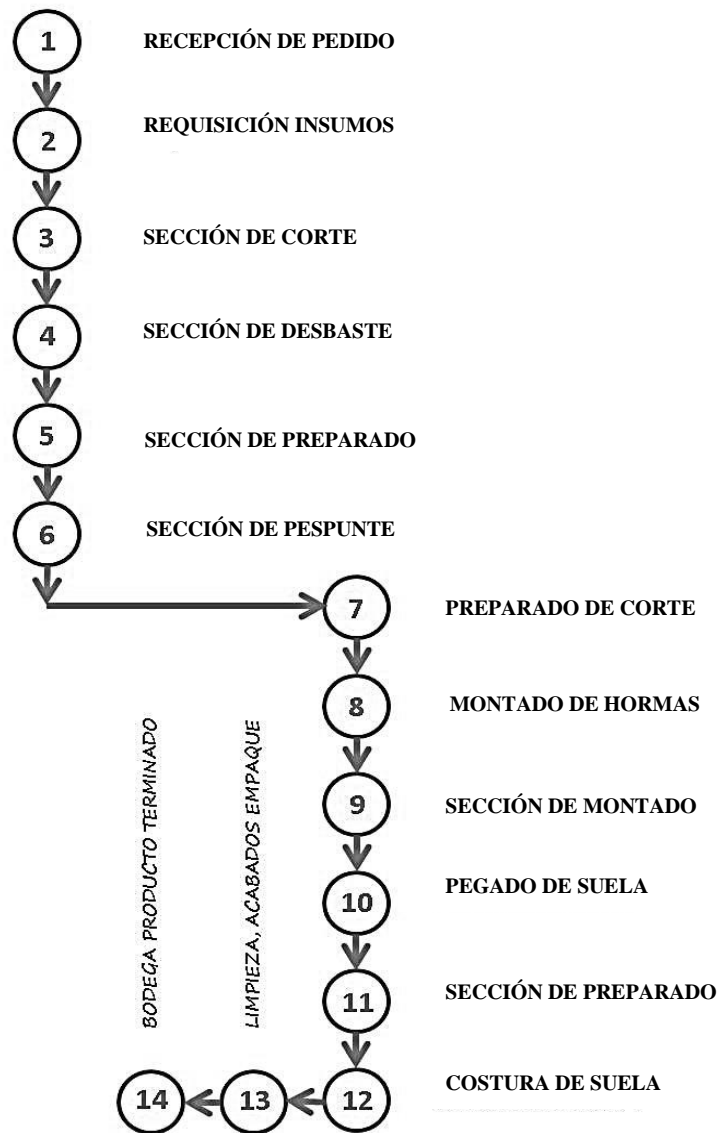 1 RECEPCIÓN DE PEDIDO
2 REQUISICIÓN INSUMOS
3 SECCIÓN DE CORTE
4 SECCIÓN DE DESBASTE
5 SECCIÓN DE PREPARADO
6 SECCIÓN DE PESPUNTE
7 PREPARADO DE CORTE
8 MONTADO DE HORMAS
9 SECCIÓN DE MONTADO
10 PEGADO DE SUELA
11 SECCIÓN DE PREPARADO
12 COSTURA DE SUELA
13 LIMPIEZA, ACABADOS EMPAQUE
14 BODEGA PRODUCTO TERMINADO